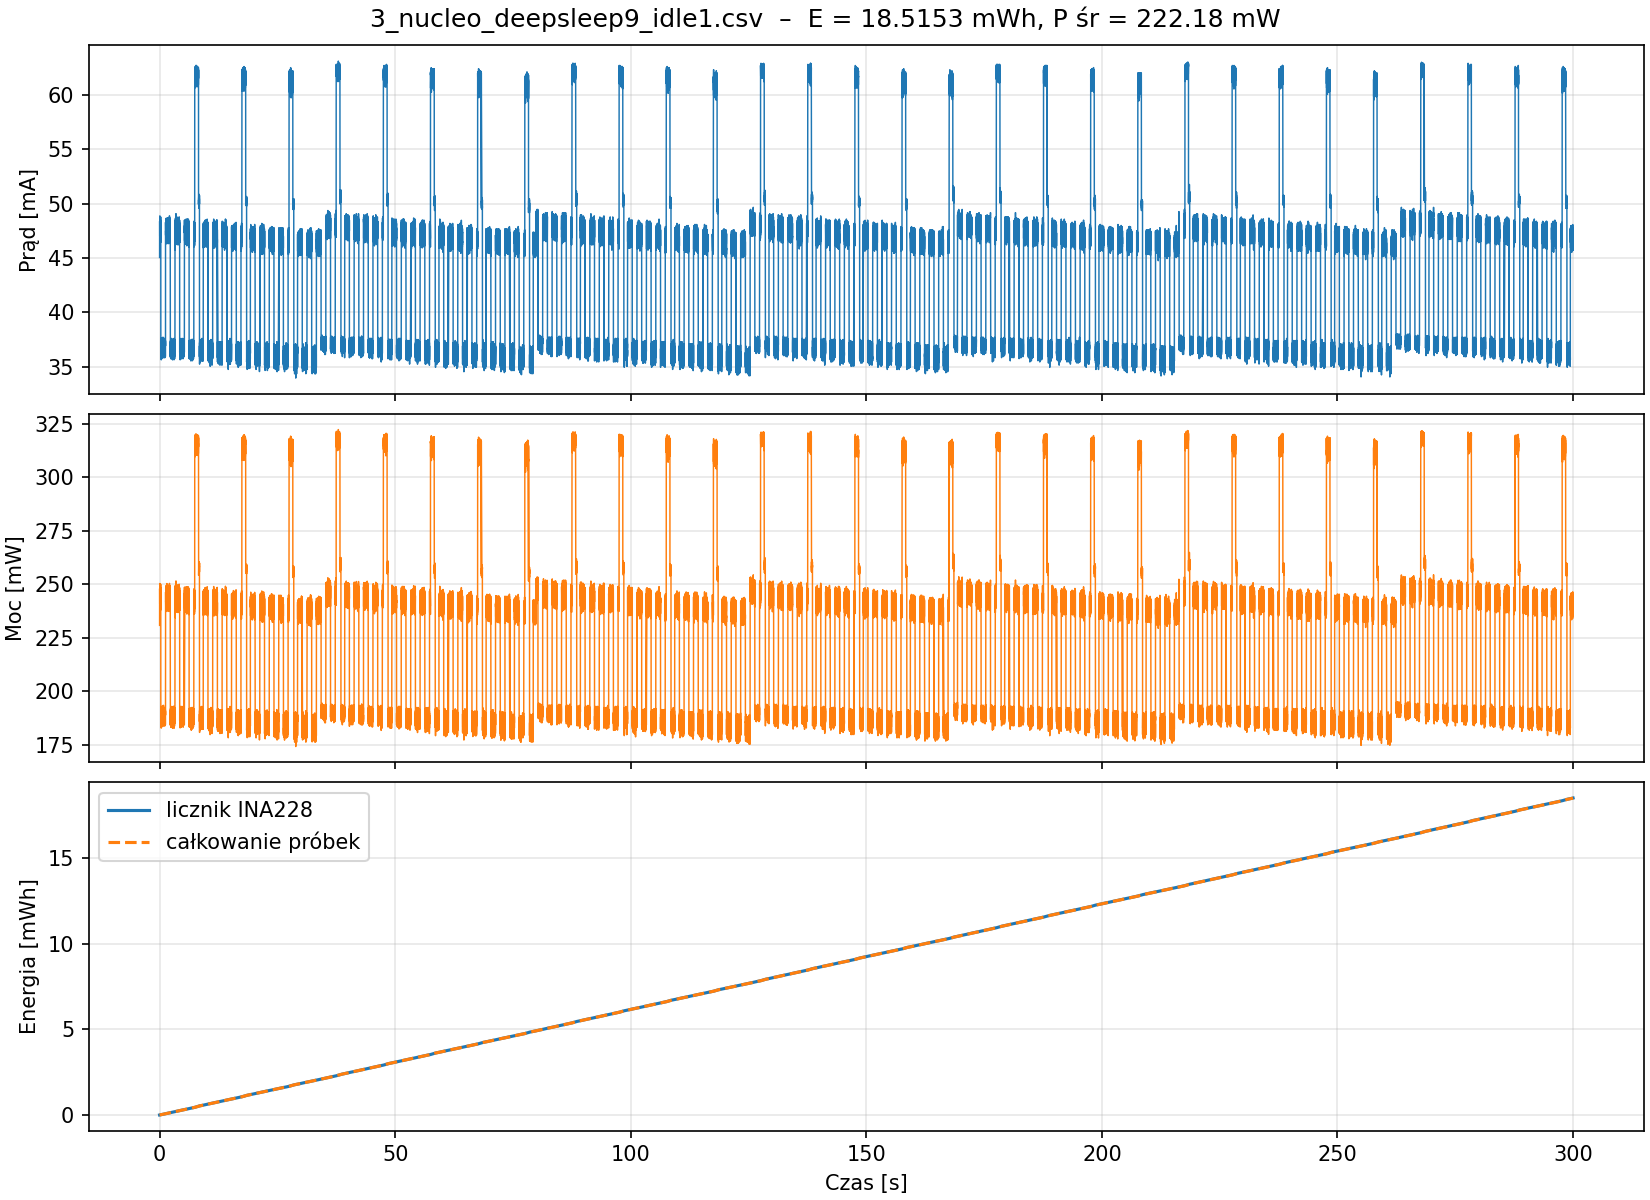 3_nucleo_deepsleep9_idle1.csv – E = 18.5153 mWh, P śr = 222.18 mW
Prąd [mA]
60
55
50
45
40
35
Moc [mW]
325
300
275
250
225
200
175
Energia [mWh]
15
10
5
0
licznik INA228
całkowanie próbek
0 50 100 150 200 250 300
Czas [s]